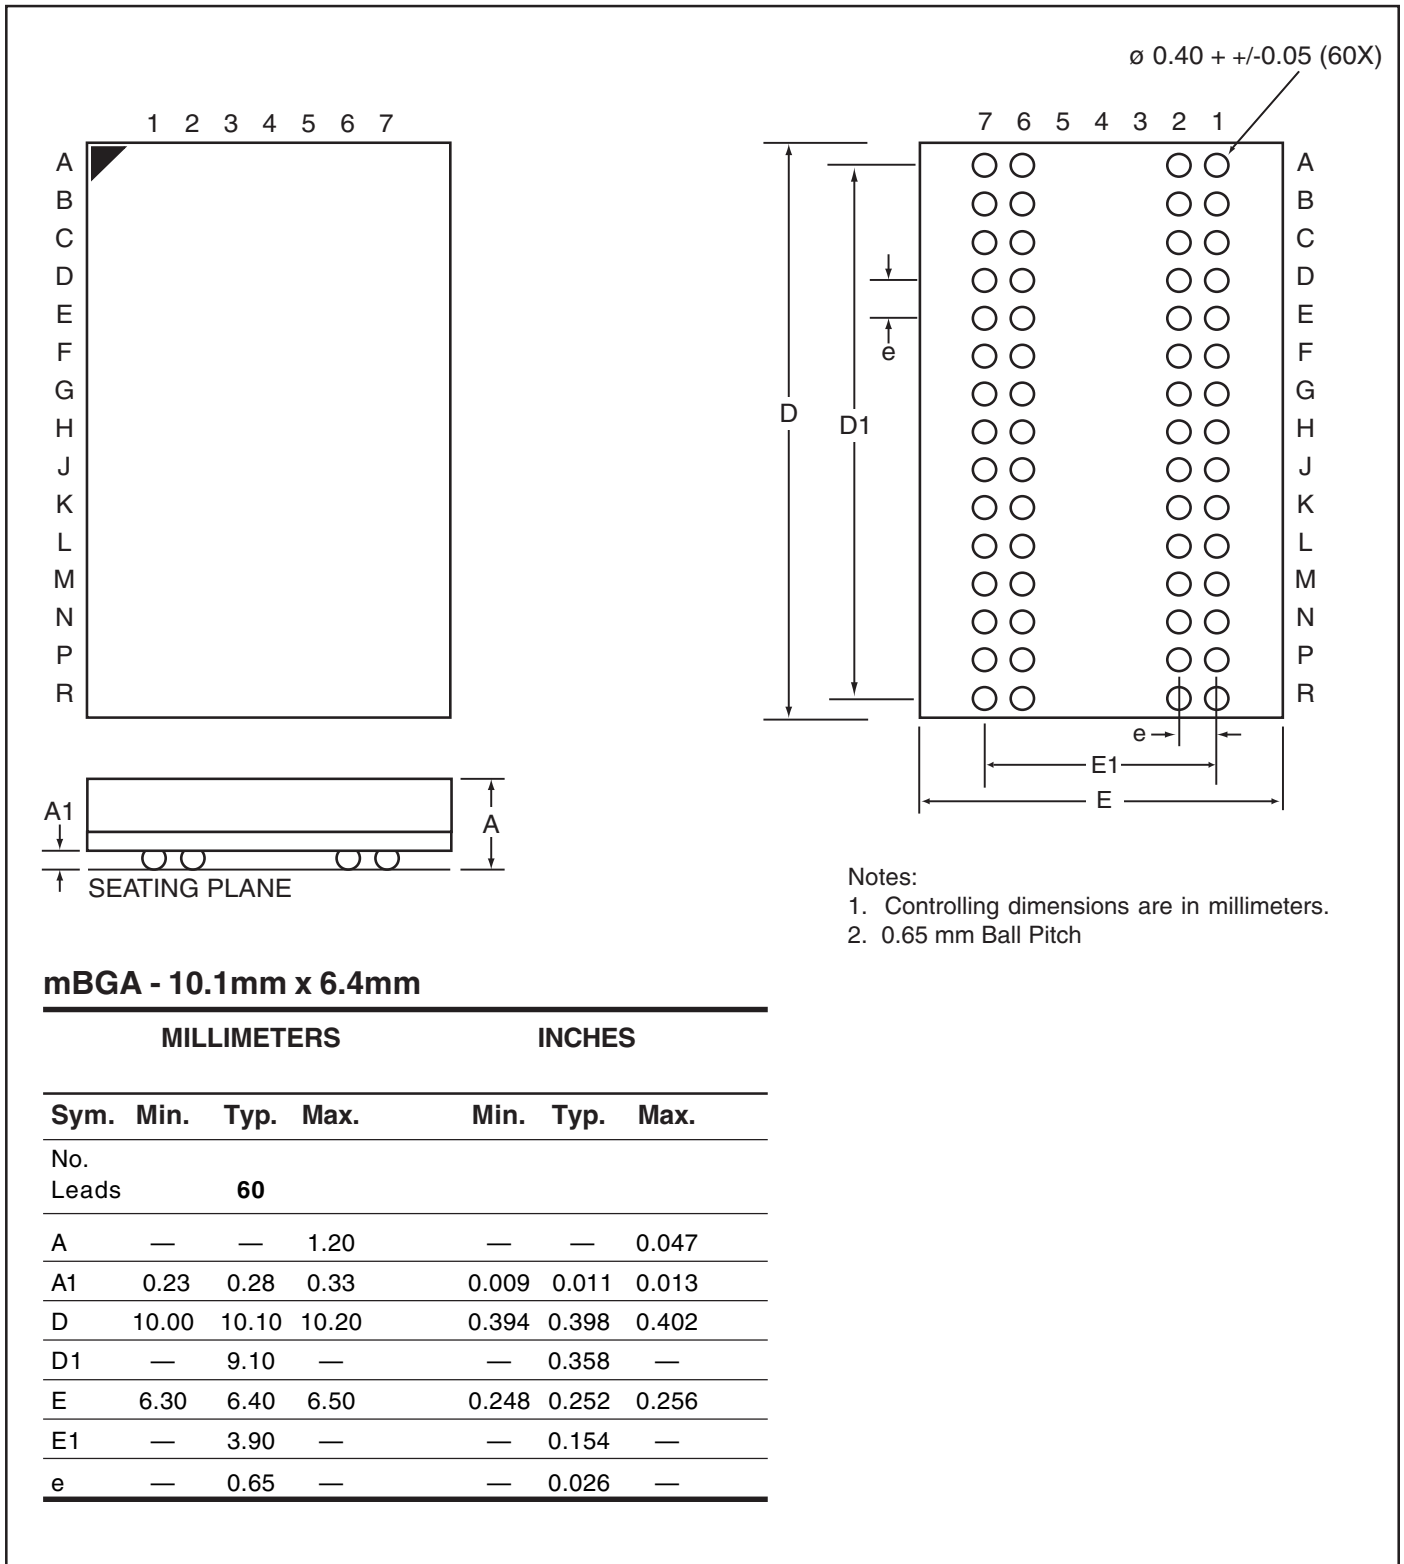 ø 0.40 + +/-0.05 (60X)
1 2 3 4 5 6 7
A
B
C
D
E
F
G
H
J
K
L
M
N
P
R
7 6 5 4 3 2 1
A
B
C
D
E
F
G
H
J
K
L
M
N
P
R
D
D1
e
e
E1
E
A1
A
SEATING PLANE
Notes:
1. Controlling dimensions are in millimeters.
2. 0.65 mm Ball Pitch
mBGA - 10.1mm x 6.4mm
MILLIMETERS INCHES
Sym. Min. Typ. Max. Min. Typ. Max.
No.
Leads 60
A — — 1.20 — — 0.047
A1 0.23 0.28 0.33 0.009 0.011 0.013
D 10.00 10.10 10.20 0.394 0.398 0.402
D1 — 9.10 — — 0.358 —
E 6.30 6.40 6.50 0.248 0.252 0.256
E1 — 3.90 — — 0.154 —
e — 0.65 — — 0.026 —